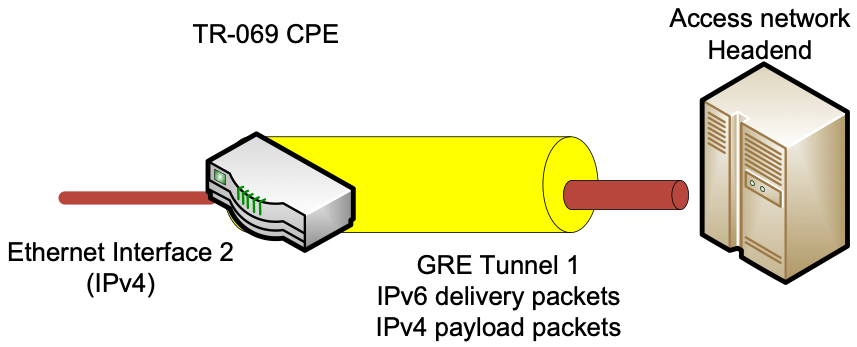 TR-069 CPE
Access network
Headend
Ethernet Interface 2
(IPv4)
GRE Tunnel 1
IPv6 delivery packets
IPv4 payload packets